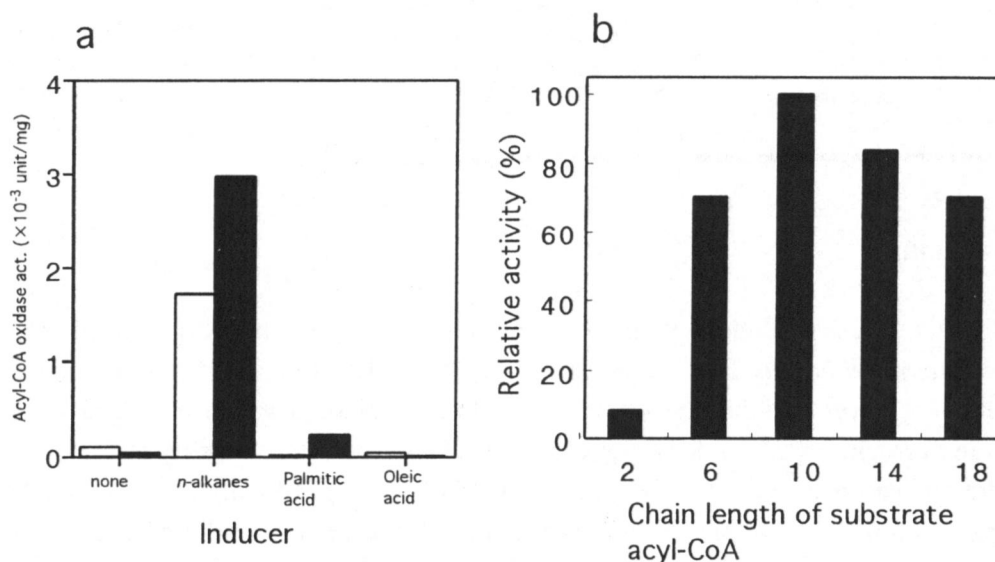 a
Acyl-CoA oxidase act. (×10⁻³ unit/mg)
4
3
2
1
0
none
n-alkanes
Palmitic
acid
Oleic
acid
Inducer
b
Relative activity (%)
100
80
60
40
20
0
2 6 10 14 18
Chain length of substrate
acyl-CoA